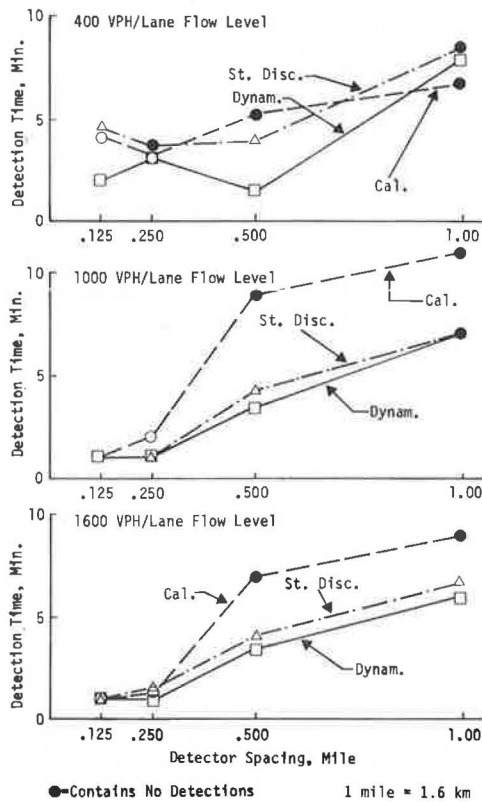 400 VPH/Lane Flow Level
10
5
0
Detection Time, Min.
St. Disc.
Dynam.
Cal.
.125
.250
.500
1.00
1000 VPH/Lane Flow Level
10
5
0
Detection Time, Min.
Cal.
St. Disc.
Dynam.
.125
.250
.500
1.00
1600 VPH/Lane Flow Level
10
5
0
Detection Time, Min.
Cal.
St. Disc.
Dynam.
.125
.250
.500
1.00
Detector Spacing, Mile
●=Contains No Detections
1 mile = 1.6 km